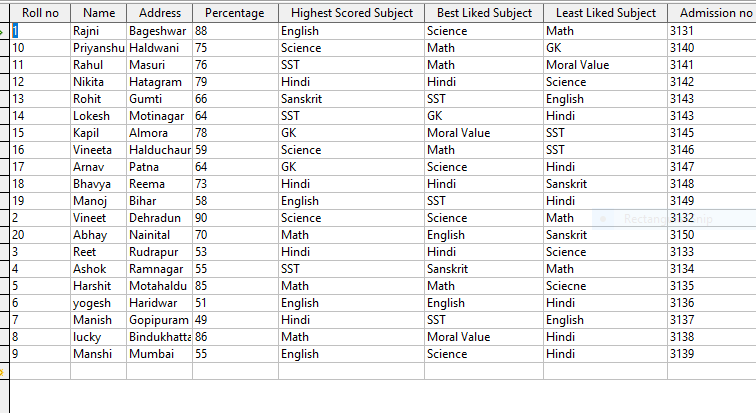 Roll no Name Address Percentage Highest Scored Subject Best Liked Subject Least Liked Subject Admission no
1 Rajni Bageshwar 88 English Science Math 3131
10 Priyanshu Haldwani 75 Science Math GK 3140
11 Rahul Masuri 76 SST Math Moral Value 3141
12 Nikita Hatagram 79 Hindi Hindi Science 3142
13 Rohit Gumti 66 Sanskrit SST English 3143
14 Lokesh Motinagar 64 SST GK Hindi 3143
15 Kapil Almora 78 GK Moral Value SST 3145
16 Vineeta Halduchaur 59 Science Math SST 3146
17 Arnav Patna 64 GK Science Hindi 3147
18 Bhavya Reema 73 Hindi Hindi Sanskrit 3148
19 Manoj Bihar 58 English SST Hindi 3149
2 Vineet Dehradun 90 Science Science Math 3132
20 Abhay Nainital 70 Math English Sanskrit 3150
3 Reet Rudrapur 53 Hindi Hindi Science 3133
4 Ashok Ramnagar 55 SST Sanskrit Math 3134
5 Harshit Motahaldu 85 Math Math Sciecne 3135
6 yogesh Haridwar 51 English English Hindi 3136
7 Manish Gopipuram 49 Hindi SST English 3137
8 lucky Bindukhatta 86 Math Moral Value Hindi 3138
9 Manshi Mumbai 55 English Science Hindi 3139